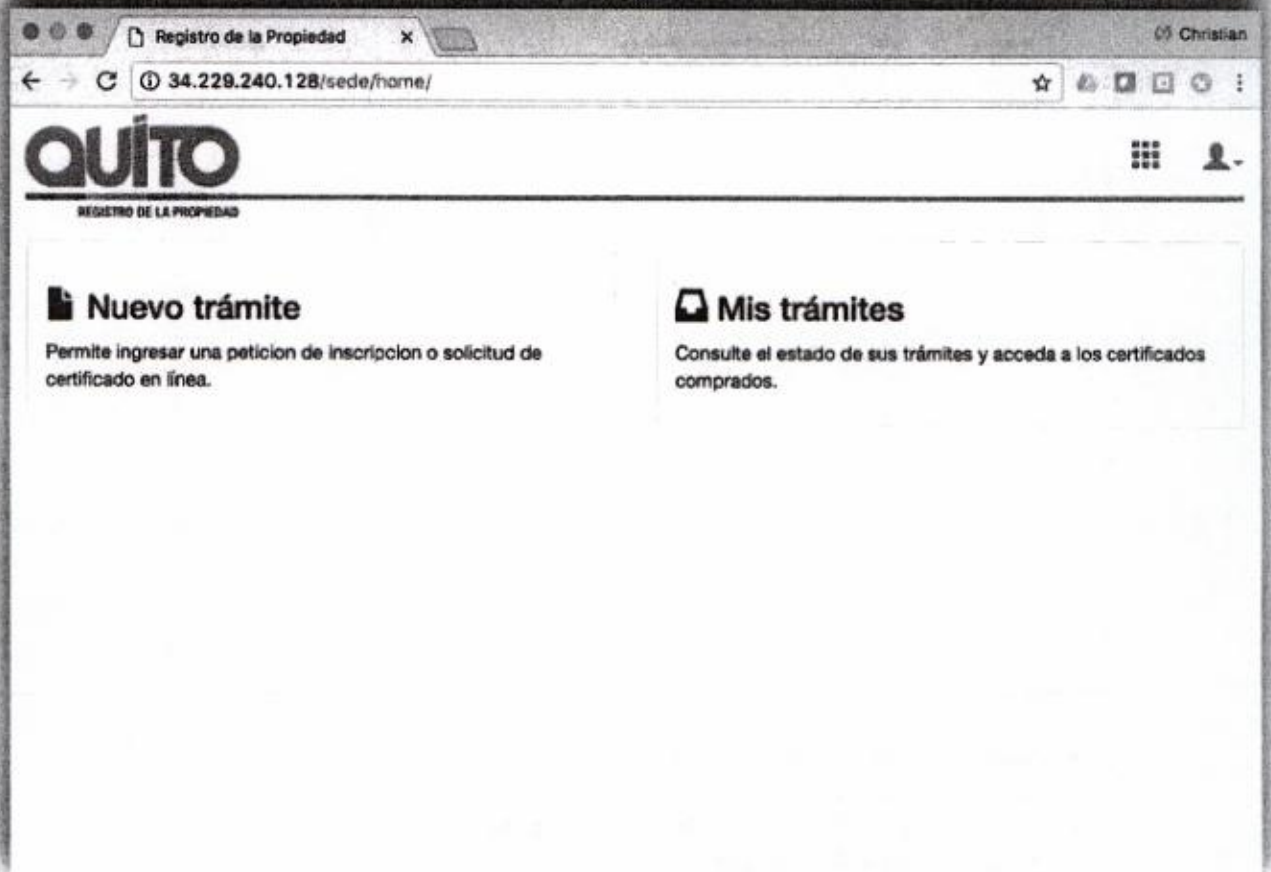 Registro de la Propiedad
Christian
34.229.240.128/sede/home/
QUITO
REGISTRO DE LA PROPIEDAD
Nuevo trámite
Permite ingresar una peticion de inscripcion o solicitud de
certificado en línea.
Mis trámites
Consulte el estado de sus trámites y acceda a los certificados
comprados.